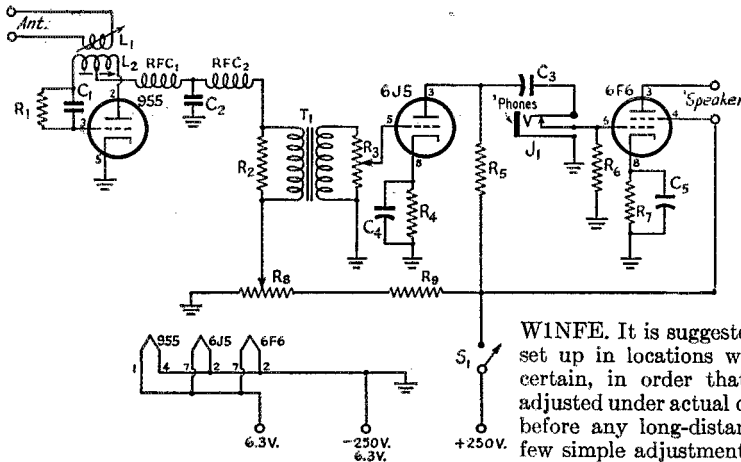 Ant.
L1
L2
RFC1
RFC2
C1
R1
955
2
3
5
C2
T1
R2
R3
6J5
3
5
8
C4
R4
R5
C3
'Phones
J1
R6
6F6
3
4
5
8
'Speaker
R7
C5
R8
R9
955
6J5
6F6
1
4
7
2
7
2
6.3V.
-250V.
6.3V.
S1
+250V.
W1NFE. It is suggeste
set up in locations w
certain, in order that
adjusted under actual c
before any long-distan
few simple adjustment